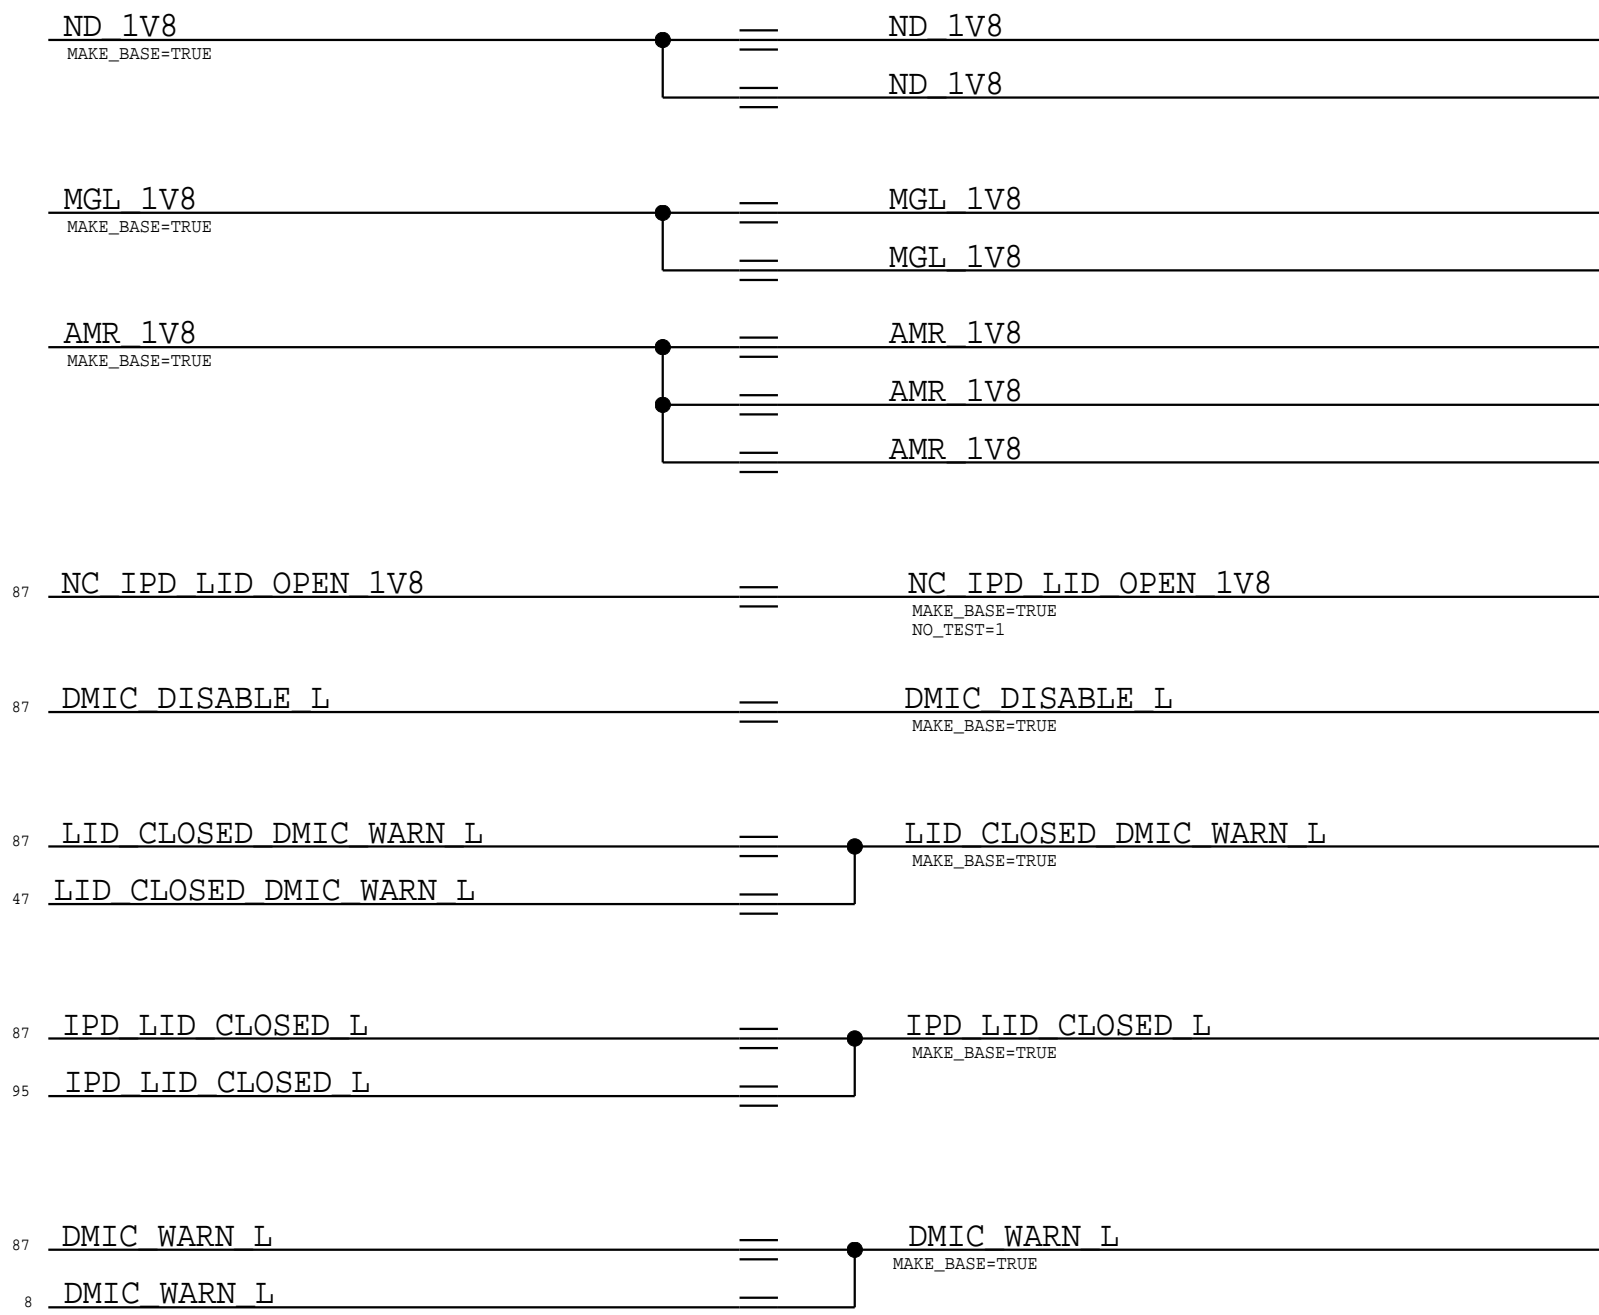 ND_1V8 ND_1V8
MAKE_BASE=TRUE
ND_1V8
MGL_1V8 MGL_1V8
MAKE_BASE=TRUE
MGL_1V8
AMR_1V8 AMR_1V8
MAKE_BASE=TRUE
AMR_1V8
AMR_1V8
87 NC_IPD_LID_OPEN_1V8 NC_IPD_LID_OPEN_1V8
MAKE_BASE=TRUE
NO_TEST=1
87 DMIC_DISABLE_L DMIC_DISABLE_L
MAKE_BASE=TRUE
87 LID_CLOSED_DMIC_WARN_L LID_CLOSED_DMIC_WARN_L
MAKE_BASE=TRUE
47 LID_CLOSED_DMIC_WARN_L
87 IPD_LID_CLOSED_L IPD_LID_CLOSED_L
MAKE_BASE=TRUE
95 IPD_LID_CLOSED_L
87 DMIC_WARN_L DMIC_WARN_L
MAKE_BASE=TRUE
8 DMIC_WARN_L